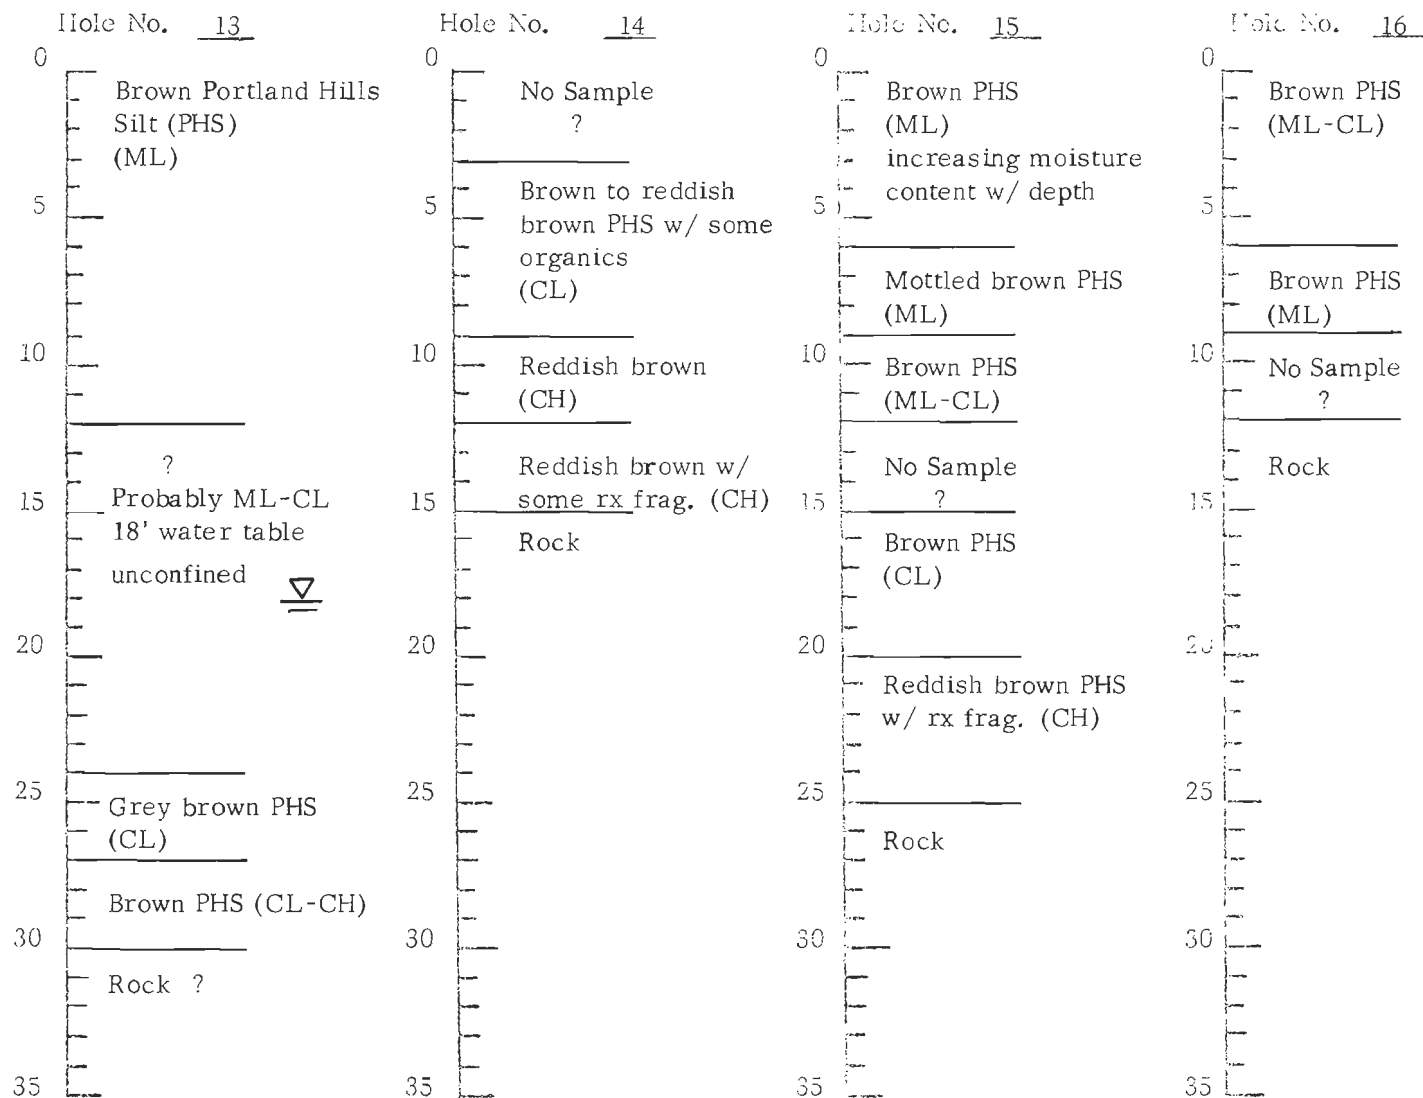 Hole No. 13
0
Brown Portland Hills
Silt (PHS)
(ML)
5
10
?
Probably ML-CL
15
18' water table
unconfined
20
25
Grey brown PHS
(CL)
Brown PHS (CL-CH)
30
Rock ?
35
Hole No. 14
0
No Sample
?
Brown to reddish
5
brown PHS w/ some
organics
(CL)
10
Reddish brown
(CH)
Reddish brown w/
15
some rx frag. (CH)
Rock
20
25
30
35
Hole No. 15
0
Brown PHS
(ML)
increasing moisture
content w/ depth
5
Mottled brown PHS
(ML)
10
Brown PHS
(ML-CL)
No Sample
?
15
Brown PHS
(CL)
20
Reddish brown PHS
w/ rx frag. (CH)
25
Rock
30
35
Hole No. 16
0
Brown PHS
(ML-CL)
5
Brown PHS
(ML)
10
No Sample
?
Rock
15
20
25
30
35